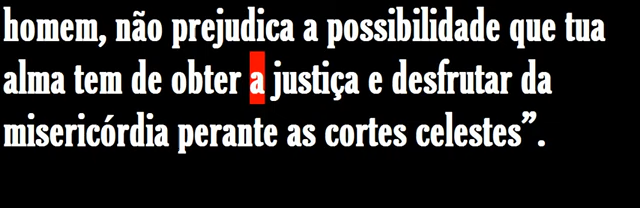 homem, não prejudica a possibilidade que tua
alma tem de obter a justiça e desfrutar da
misericórdia perante as cortes celestes”.